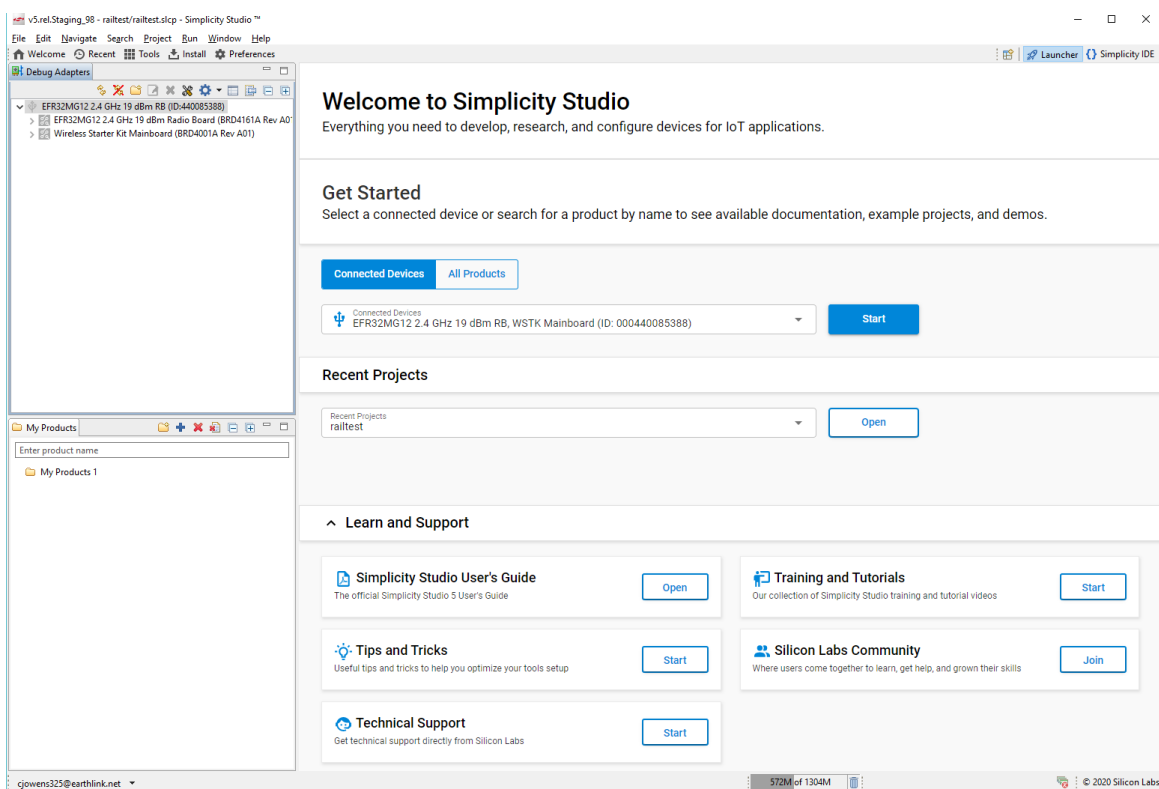 v5.rel.Staging_98 - railtest/railtest.slcp - Simplicity Studio ™
File Edit Navigate Search Project Run Window Help
Welcome Recent Tools Install Preferences
Launcher Simplicity IDE
Debug Adapters
EFR32MG12 2.4 GHz 19 dBm RB (ID:440085388)
EFR32MG12 2.4 GHz 19 dBm Radio Board (BRD4161A Rev A0
Wireless Starter Kit Mainboard (BRD4001A Rev A01)
My Products
Enter product name
My Products 1
Welcome to Simplicity Studio
Everything you need to develop, research, and configure devices for IoT applications.
Get Started
Select a connected device or search for a product by name to see available documentation, example projects, and demos.
Connected Devices All Products
Connected Devices
EFR32MG12 2.4 GHz 19 dBm RB, WSTK Mainboard (ID: 000440085388)
Start
Recent Projects
Recent Projects
railtest
Open
Learn and Support
Simplicity Studio User's Guide
The official Simplicity Studio 5 User's Guide
Open
Training and Tutorials
Our collection of Simplicity Studio training and tutorial videos
Start
Tips and Tricks
Useful tips and tricks to help you optimize your tools setup
Start
Silicon Labs Community
Where users come together to learn, get help, and grown their skills
Join
Technical Support
Get technical support directly from Silicon Labs
Start
cjowens325@earthlink.net
572M of 1304M
© 2020 Silicon Labs